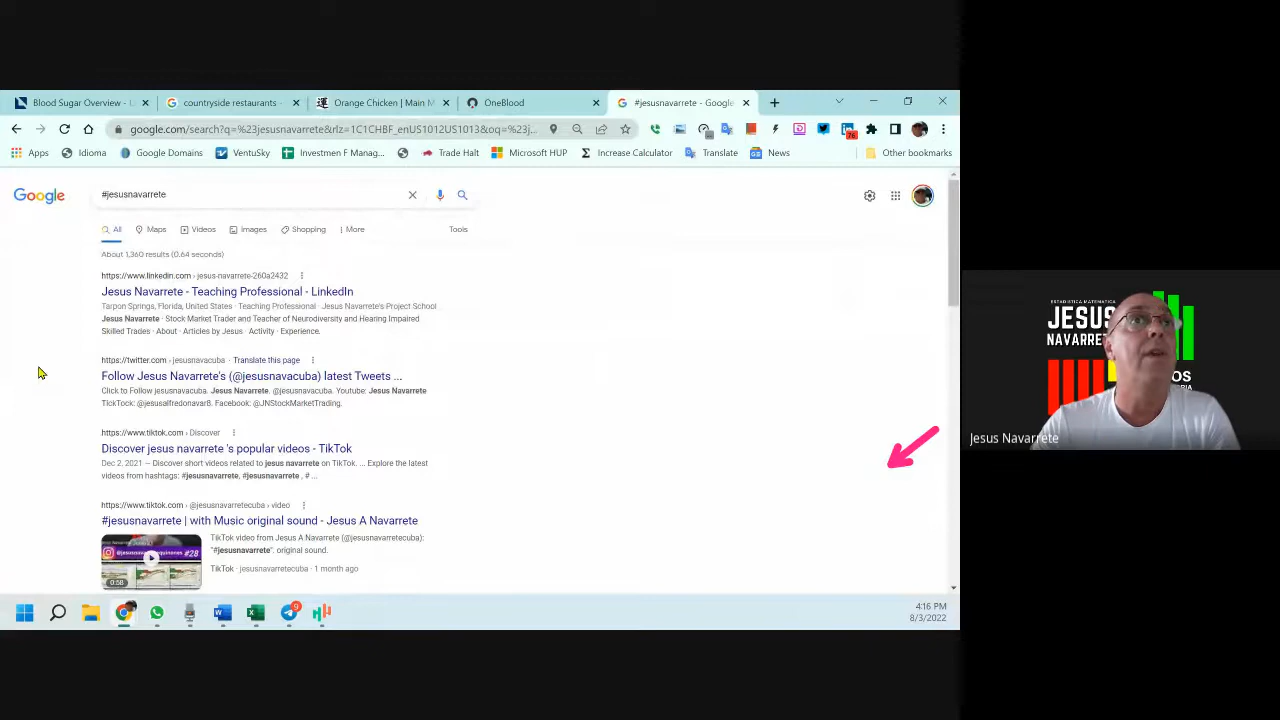 Blood Sugar Overview -
countryside restaurants -
Orange Chicken | Main M
OneBlood
#jesusnavarrete - Google
google.com/search?q=%23jesusnavarrete&rlz=1C1CHBF_enUS1012US1013&oq=%23j...
76
Apps
Idioma
Google Domains
VentuSky
Investmen F Manag...
Trade Halt
Microsoft HUP
Increase Calculator
Translate
News
Other bookmarks
Google
#jesusnavarrete
All
Maps
Videos
Images
Shopping
More
Tools
About 1,360 results (0.64 seconds)
https://www.linkedin.com › jesus-navarrete-260a2432
Jesus Navarrete - Teaching Professional - LinkedIn
Tarpon Springs, Florida, United States · Teaching Professional · Jesus Navarrete's Project School
Jesus Navarrete · Stock Market Trader and Teacher of Neurodiversity and Hearing Impaired
Skilled Trades · About · Articles by Jesus · Activity · Experience.
https://twitter.com › jesusnavacuba · Translate this page
Follow Jesus Navarrete's (@jesusnavacuba) latest Tweets ...
Click to Follow jesusnavacuba. Jesus Navarrete. @jesusnavacuba. Youtube: Jesus Navarrete
TickTock: @jesusalfredonavar8. Facebook: @JNStockMarketTrading.
https://www.tiktok.com › Discover
Discover jesus navarrete 's popular videos - TikTok
Dec 2, 2021 — Discover short videos related to jesus navarrete on TikTok. ... Explore the latest
videos from hashtags: #jesusnavarrete, #jesusnavarrete , # ...
https://www.tiktok.com › @jesusnavarretecuba › video
#jesusnavarrete | with Music original sound - Jesus A Navarrete
TikTok video from Jesus A Navarrete (@jesusnavarretecuba):
"#jesusnavarrete". original sound.
TikTok · jesusnavarretecuba · 1 month ago
#28
0:58
9
4:16 PM
8/3/2022
ESTADISTICA MATEMATICA
JESUS
NAVARRETE
Jesus Navarrete